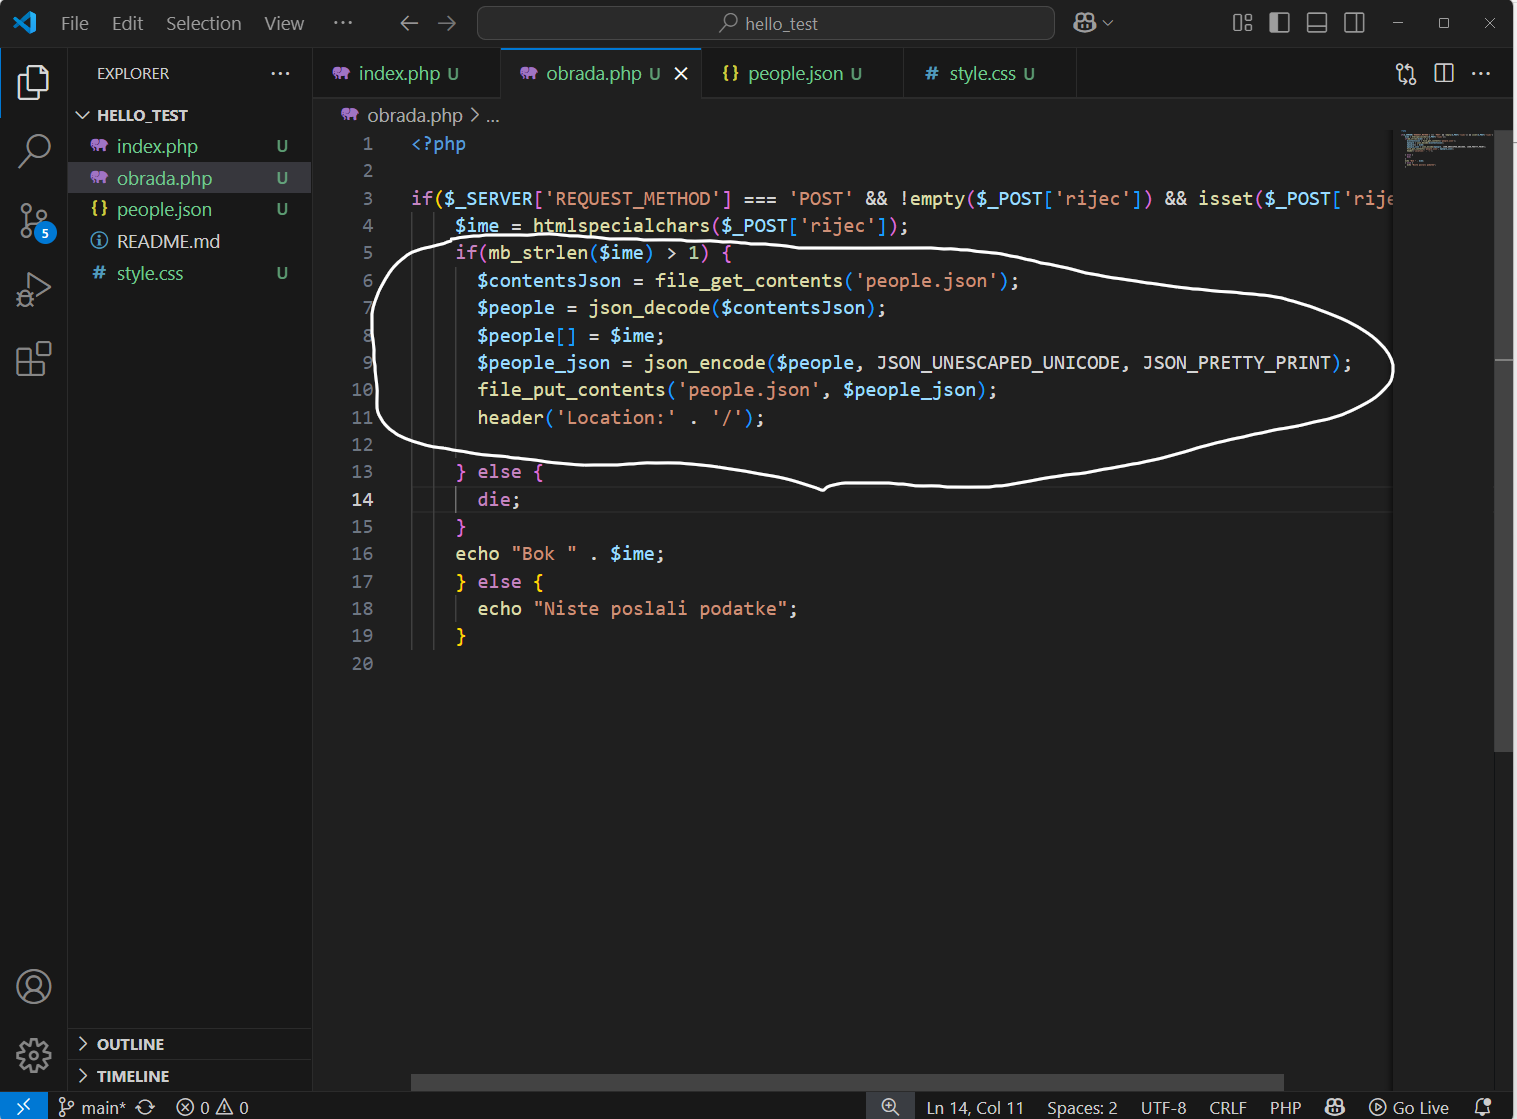 File Edit Selection View ··· hello_test
EXPLORER ···
HELLO_TEST
index.php U
obrada.php U
people.json U
README.md
style.css U
5
OUTLINE
TIMELINE
index.php U obrada.php U {} people.json U # style.css U ···
obrada.php > ...
1 <?php
2
3 if($_SERVER['REQUEST_METHOD'] === 'POST' && !empty($_POST['rijec']) && isset($_POST['rije
4 $ime = htmlspecialchars($_POST['rijec']);
5 if(mb_strlen($ime) > 1) {
6 $contentsJson = file_get_contents('people.json');
7 $people = json_decode($contentsJson);
8 $people[] = $ime;
9 $people_json = json_encode($people, JSON_UNESCAPED_UNICODE, JSON_PRETTY_PRINT);
10 file_put_contents('people.json', $people_json);
11 header('Location:' . '/');
12
13 } else {
14 die;
15 }
16 echo "Bok " . $ime;
17 } else {
18 echo "Niste poslali podatke";
19 }
20
main* 0 0 Ln 14, Col 11 Spaces: 2 UTF-8 CRLF PHP Go Live